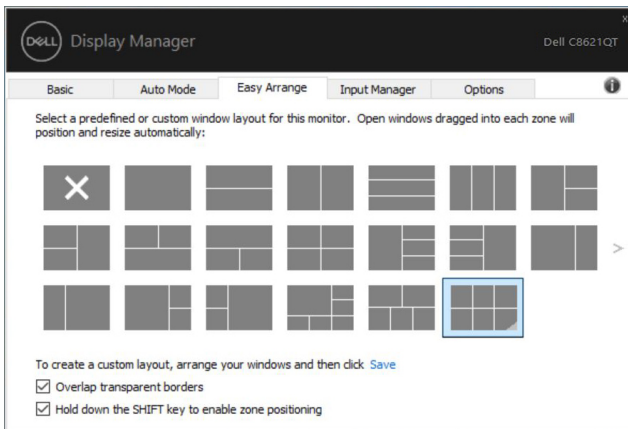 X
DELL
Display Manager
Dell C8621QT
Basic
Auto Mode
Easy Arrange
Input Manager
Options
i
Select a predefined or custom window layout for this monitor. Open windows dragged into each zone will
position and resize automatically:
>
To create a custom layout, arrange your windows and then click Save
Overlap transparent borders
Hold down the SHIFT key to enable zone positioning